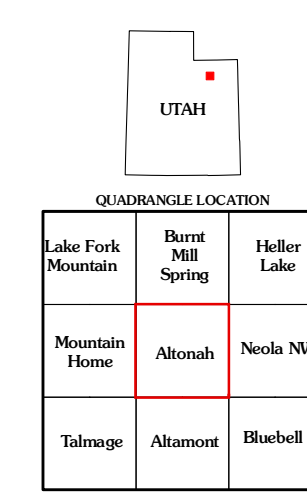 UTAH
QUADRANGLE LOCATION
Lake Fork
Mountain
Burnt
Mill
Spring
Heller
Lake
Mountain
Home
Altonah
Neola NW
Talmage
Altamont
Bluebell